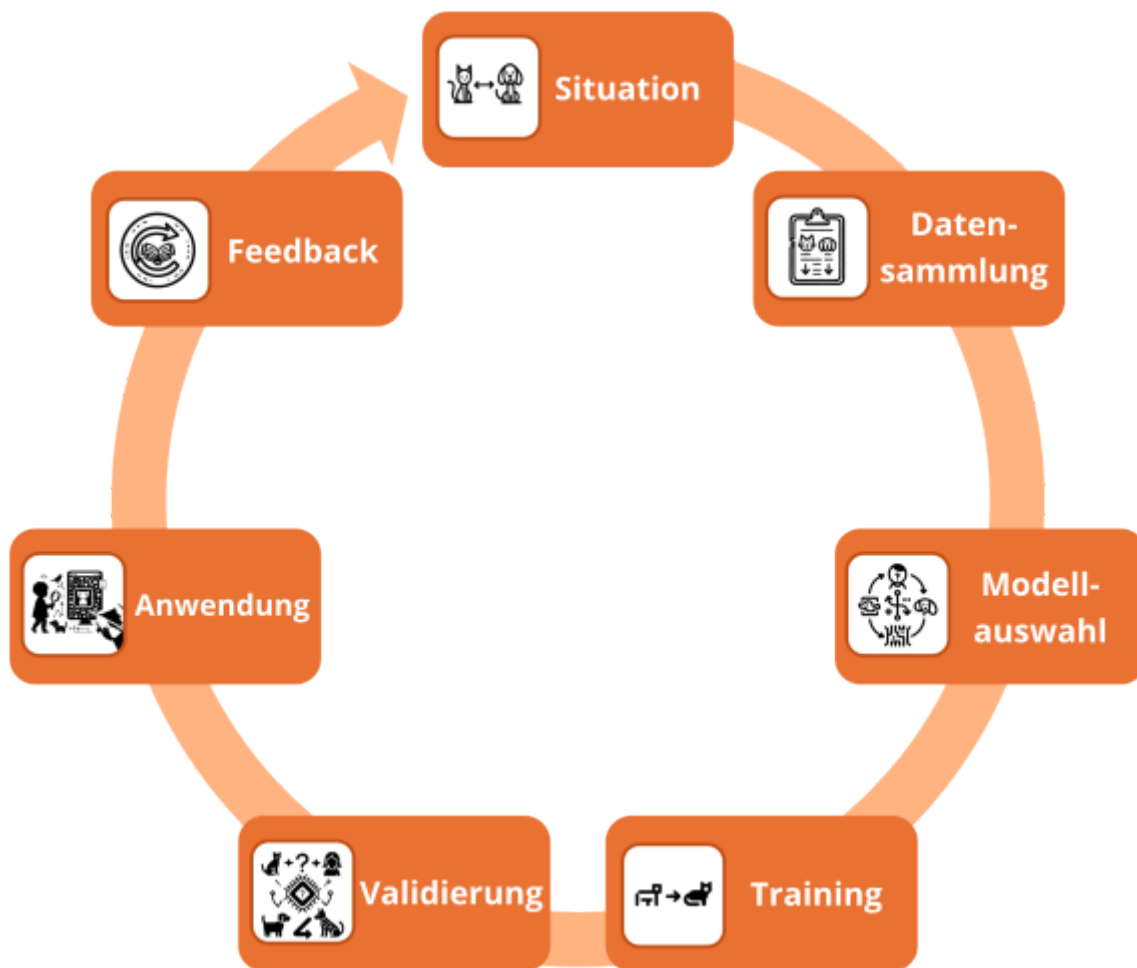 Situation
Daten-
sammlung
Modell-
auswahl
Training
Validierung
Anwendung
Feedback